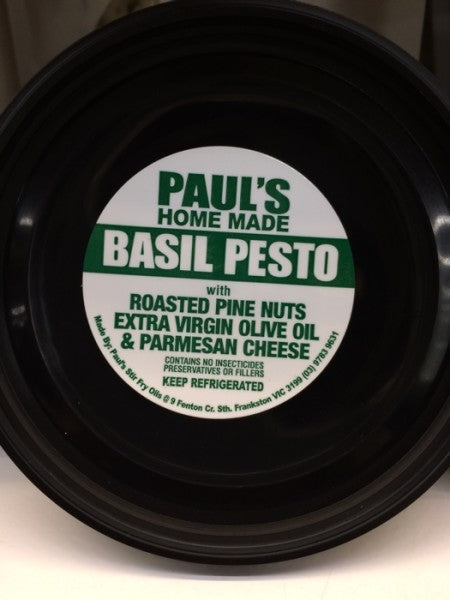 PAUL'S
HOME MADE
BASIL PESTO
with
ROASTED PINE NUTS
EXTRA VIRGIN OLIVE OIL
& PARMESAN CHEESE
CONTAINS NO INSECTICIDES
PRESERVATIVES OR FILLERS
KEEP REFRIGERATED
Made By: Paul's Stir Fry Oils @ 9 Fenton Cr. Sth. Frankston VIC 3199 (03) 9783 9631